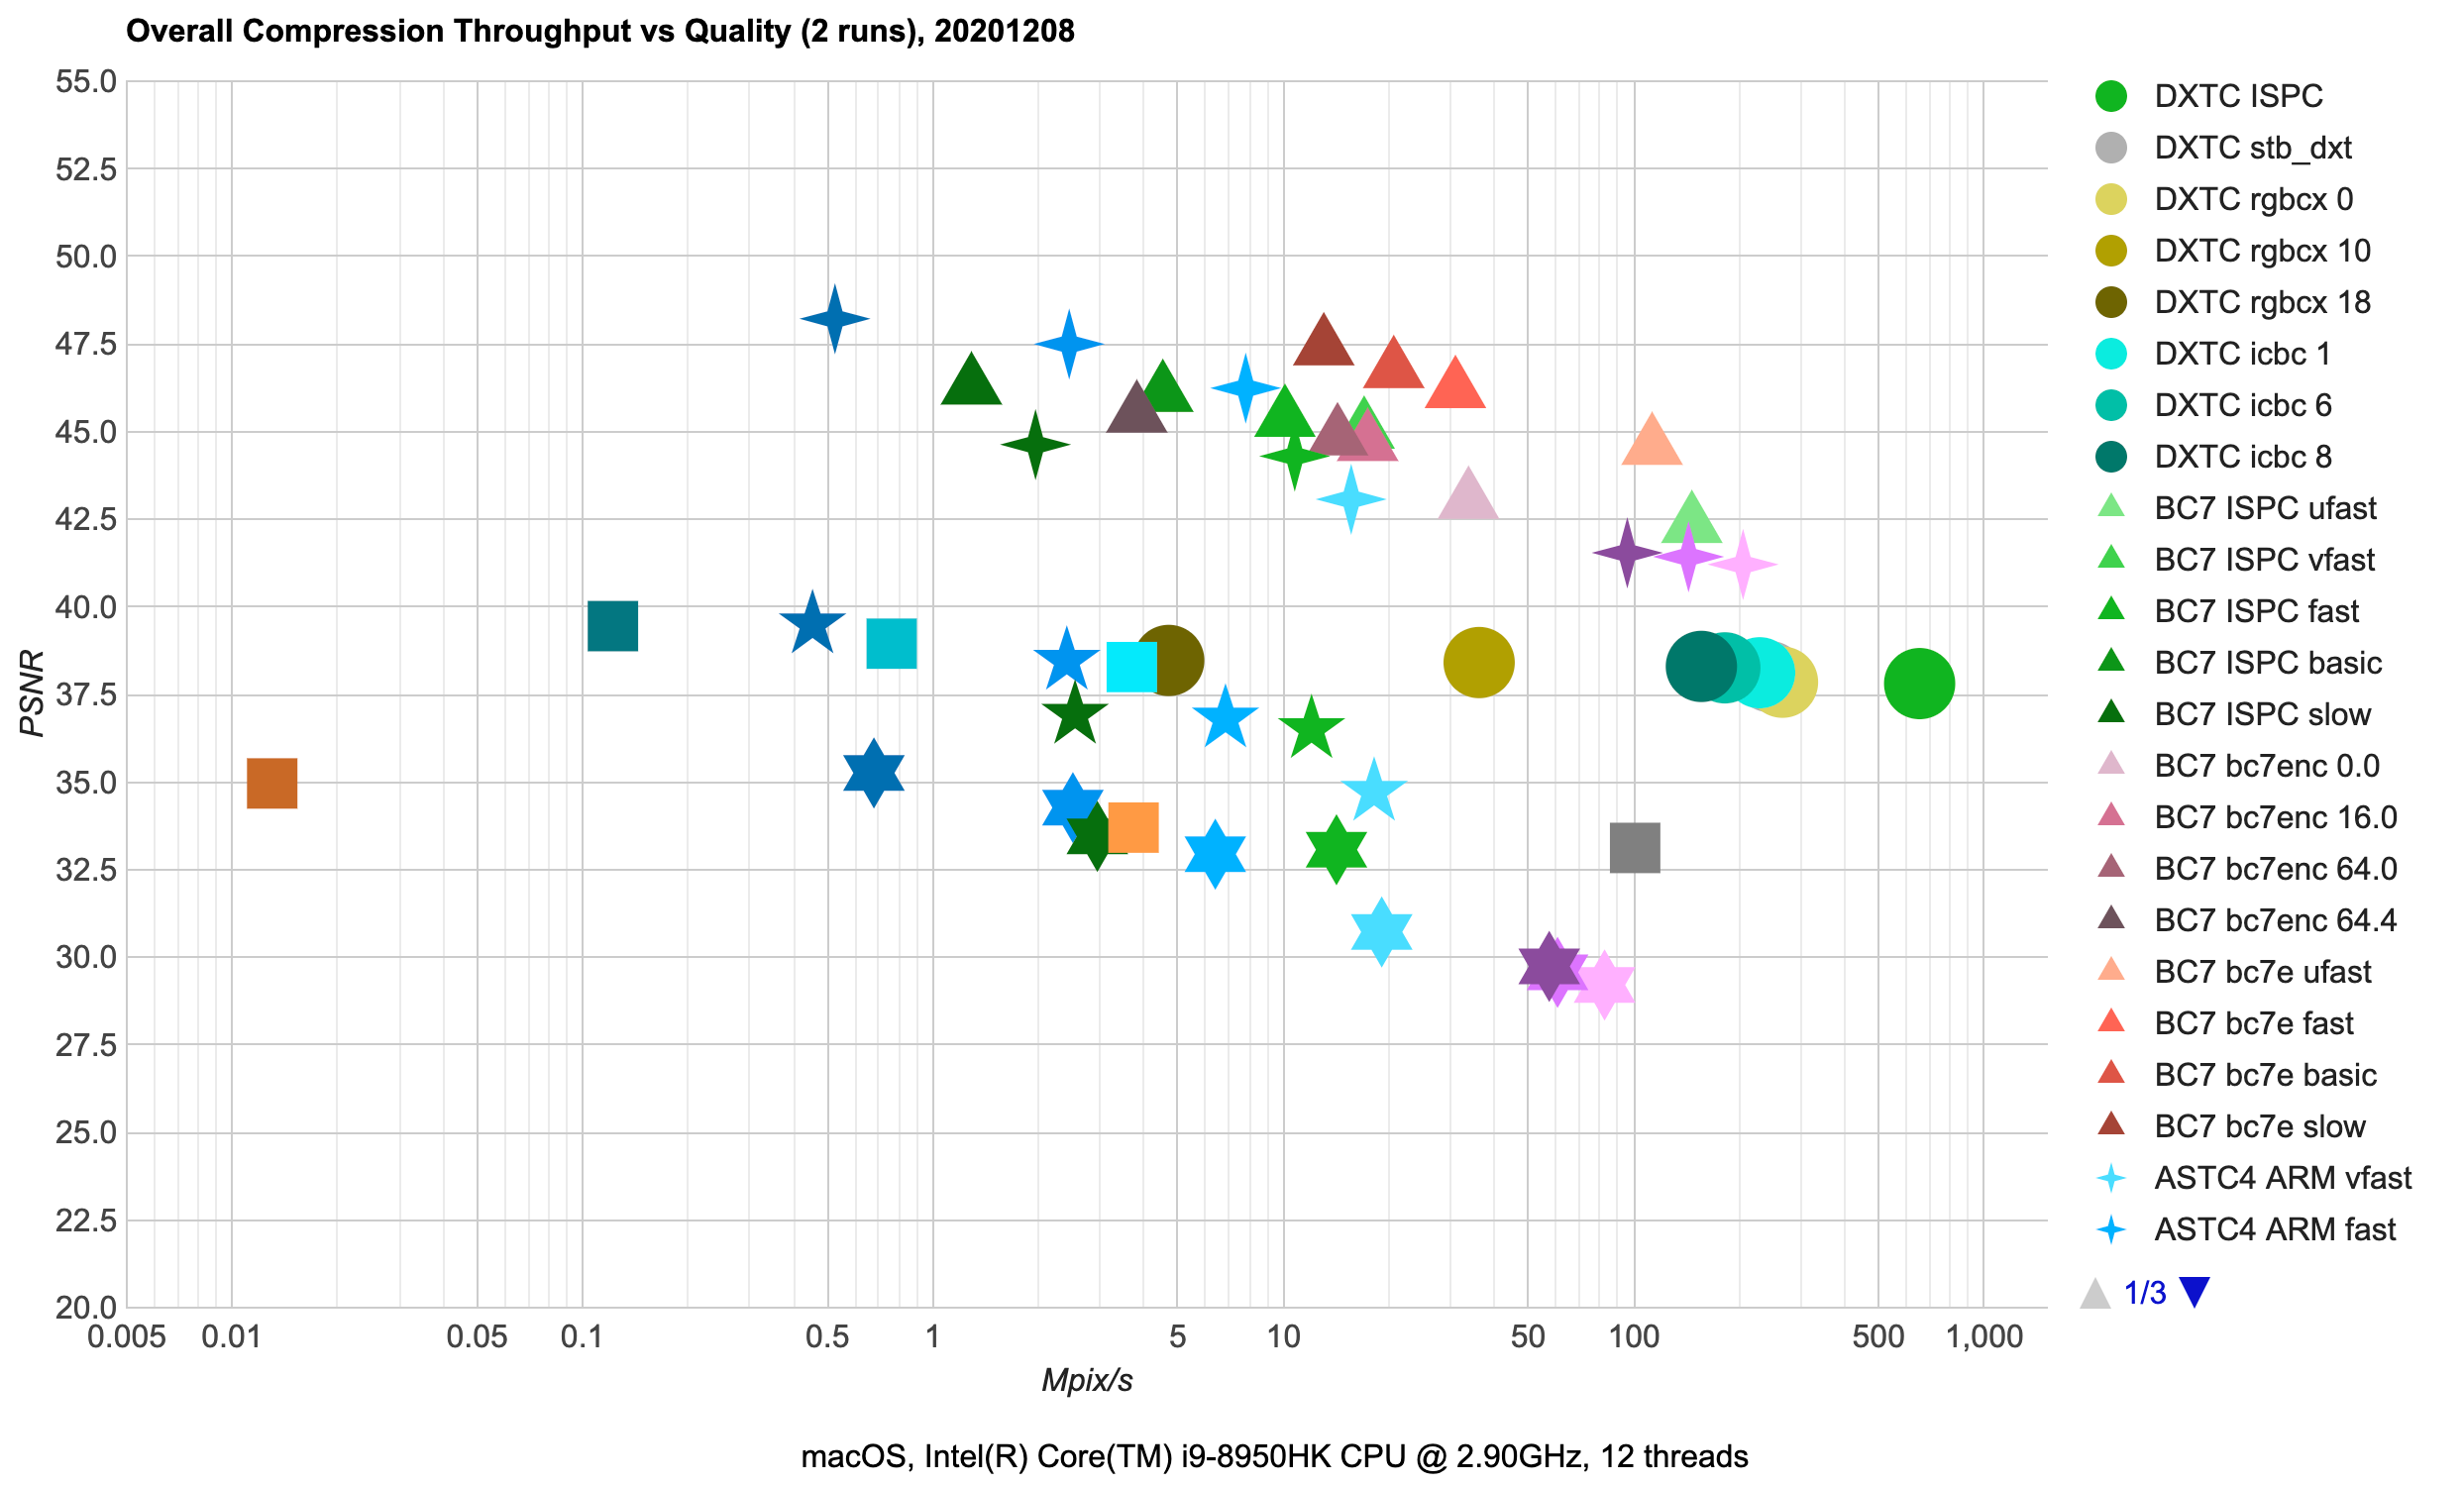 Overall Compression Throughput vs Quality (2 runs), 20201208
55.0
52.5
50.0
47.5
45.0
42.5
40.0
37.5
35.0
32.5
30.0
27.5
25.0
22.5
20.0
PSNR
0.005 0.01 0.05 0.1 0.5 1 5 10 50 100 500 1,000
Mpix/s
macOS, Intel(R) Core(TM) i9-8950HK CPU @ 2.90GHz, 12 threads
DXTC ISPC
DXTC stb_dxt
DXTC rgbcx 0
DXTC rgbcx 10
DXTC rgbcx 18
DXTC icbc 1
DXTC icbc 6
DXTC icbc 8
BC7 ISPC ufast
BC7 ISPC vfast
BC7 ISPC fast
BC7 ISPC basic
BC7 ISPC slow
BC7 bc7enc 0.0
BC7 bc7enc 16.0
BC7 bc7enc 64.0
BC7 bc7enc 64.4
BC7 bc7e ufast
BC7 bc7e fast
BC7 bc7e basic
BC7 bc7e slow
ASTC4 ARM vfast
ASTC4 ARM fast
1/3